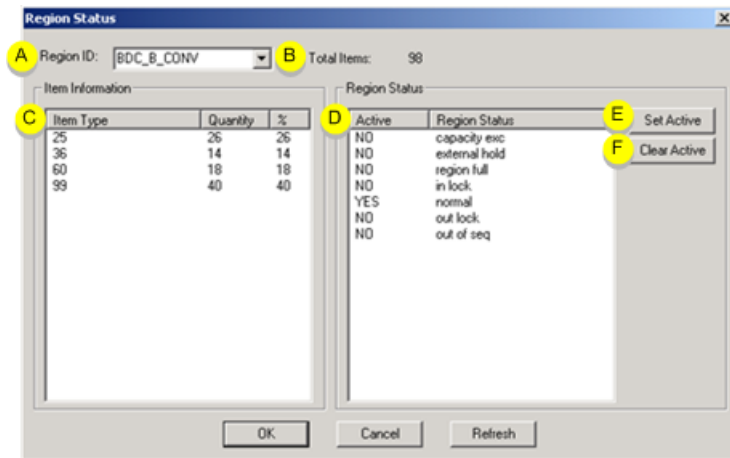 Region Status
A Region ID: BDC_B_CONV B Total Items: 98
Item Information
C Item Type Quantity %
25 26 26
36 14 14
60 18 18
99 40 40
Region Status
D Active Region Status
NO capacity exc
NO external hold
NO region full
NO in lock
YES normal
NO out lock
NO out of seq
E Set Active
F Clear Active
OK Cancel Refresh